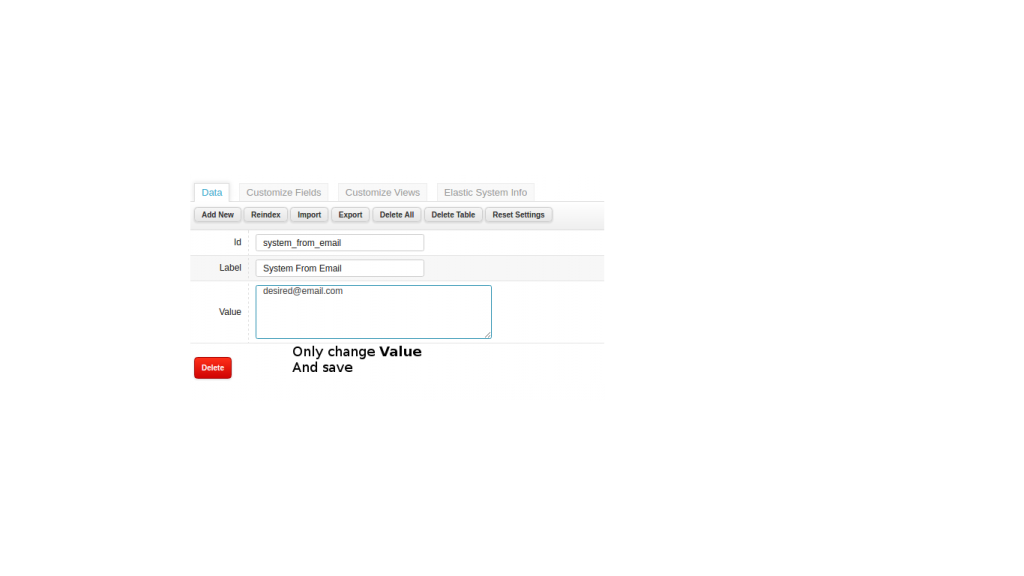 Data Customize Fields Customize Views Elastic System Info
Add New Reindex Import Export Delete All Delete Table Reset Settings
Id system_from_email
Label System From Email
Value desired@email.com
Only change Value
And save
Delete